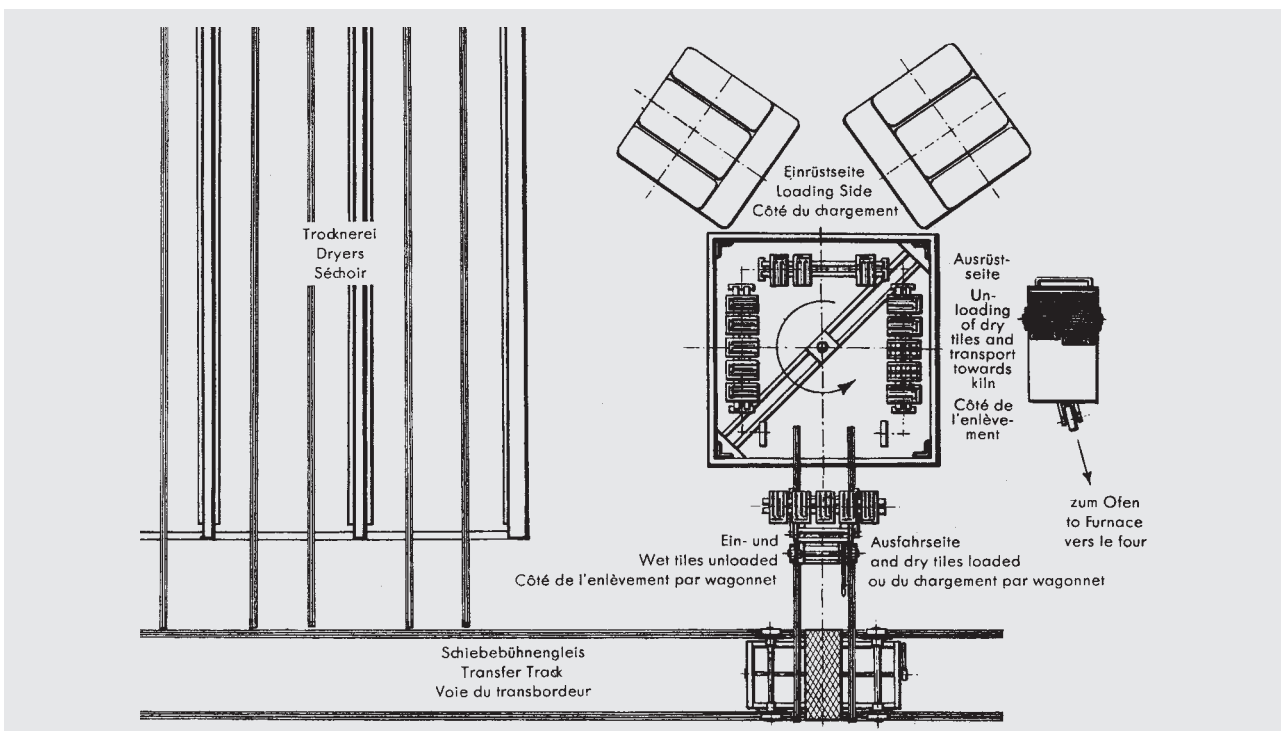 Einrüstseite
Loading Side
Côté du chargement
Trocknerei
Dryers
Séchoir
Ausrüst-
seite
Un-
loading
of dry
tiles and
transport
towards
kiln
Côté de
l'enlève-
ment
zum Ofen
to Furnace
vers le four
Ein- und
Wet tiles unloaded
Côté de l'enlèvement par wagonnet
Ausfahrseite
and dry tiles loaded
ou du chargement par wagonnet
Schiebebühnengleis
Transfer Track
Voie du transbordeur